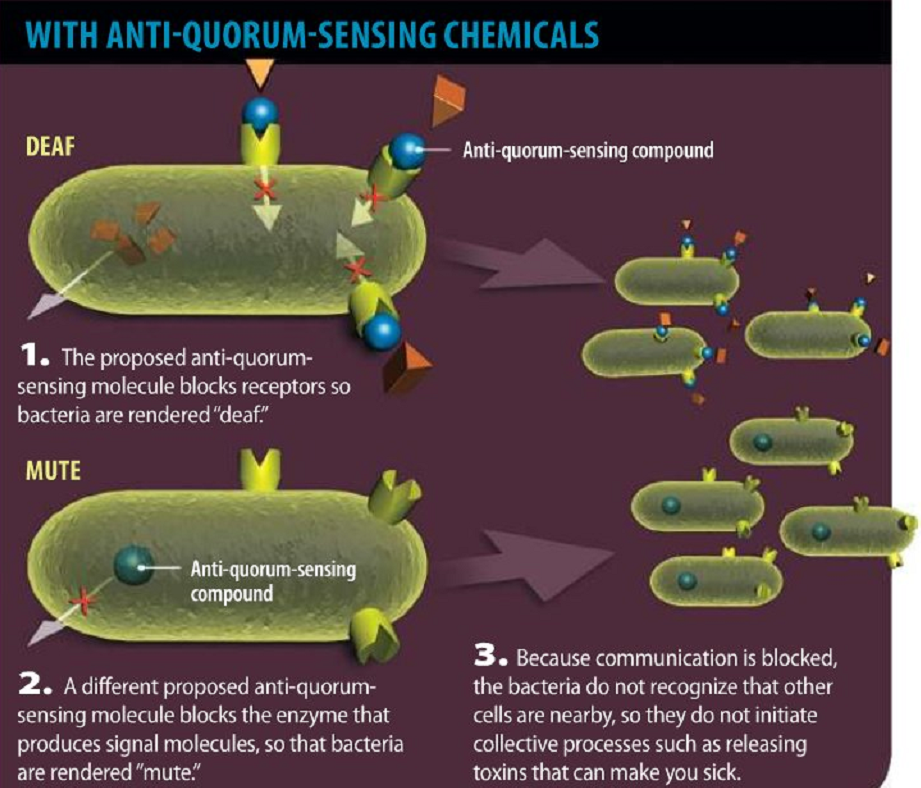 WITH ANTI-QUORUM-SENSING CHEMICALS
DEAF
Anti-quorum-sensing compound
1. The proposed anti-quorum-
sensing molecule blocks receptors so
bacteria are rendered "deaf."
MUTE
Anti-quorum-sensing
compound
2. A different proposed anti-quorum-
sensing molecule blocks the enzyme that
produces signal molecules, so that bacteria
are rendered "mute."
3. Because communication is blocked,
the bacteria do not recognize that other
cells are nearby, so they do not initiate
collective processes such as releasing
toxins that can make you sick.